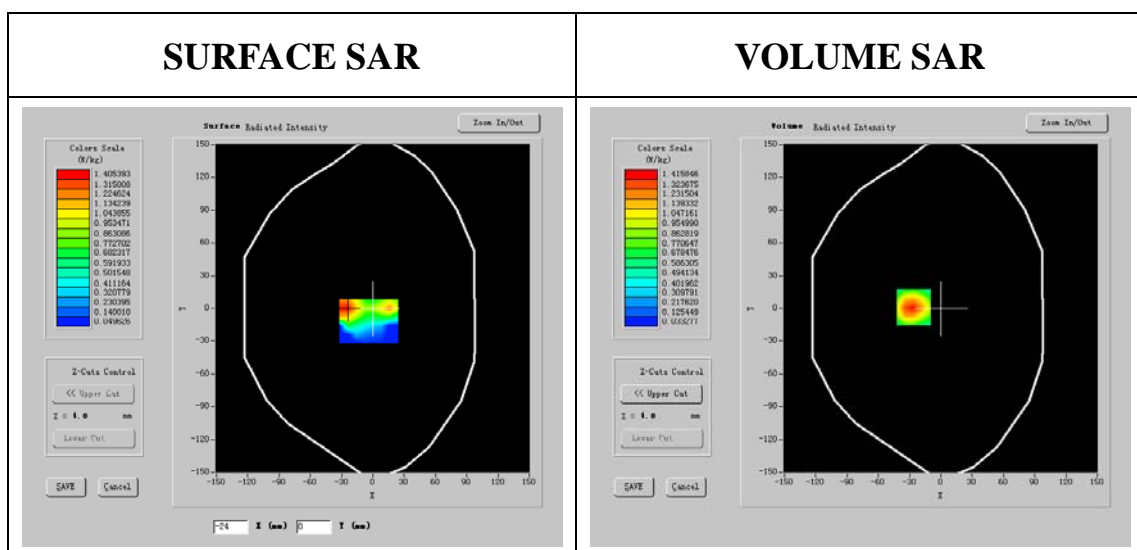 SURFACE SAR
VOLUME SAR
Surface Radiated Intensity
Zoom In/Out
Colors Scale
(W/kg)
1.405393
1.315008
1.224624
1.134239
1.043855
0.953471
0.863086
0.772702
0.682317
0.591933
0.501548
0.411164
0.320779
0.230395
0.140010
0.049626
150
90
60
30
0
-30
-60
-90
-120
-150
Y
-150 -120 -90 -60 -30 0 30 60 90 120 150
X
Z-Cuts Control
<< Upper Cut
Z = 4.0 mm
Lower Cut
SAVE Cancel
-24 X (mm) 0 Y (mm)
Volume Radiated Intensity
Zoom In/Out
Colors Scale
(W/kg)
1.415846
1.323675
1.231504
1.139332
1.047161
0.954990
0.862819
0.770647
0.678476
0.586305
0.494134
0.401962
0.309791
0.217620
0.125449
0.033277
150
90
60
30
0
-30
-60
-90
-120
-150
Y
-150 -120 -90 -60 -30 0 30 60 90 120 150
X
Z-Cuts Control
<< Upper Cut
Z = 4.0 mm
Lower Cut
SAVE Cancel